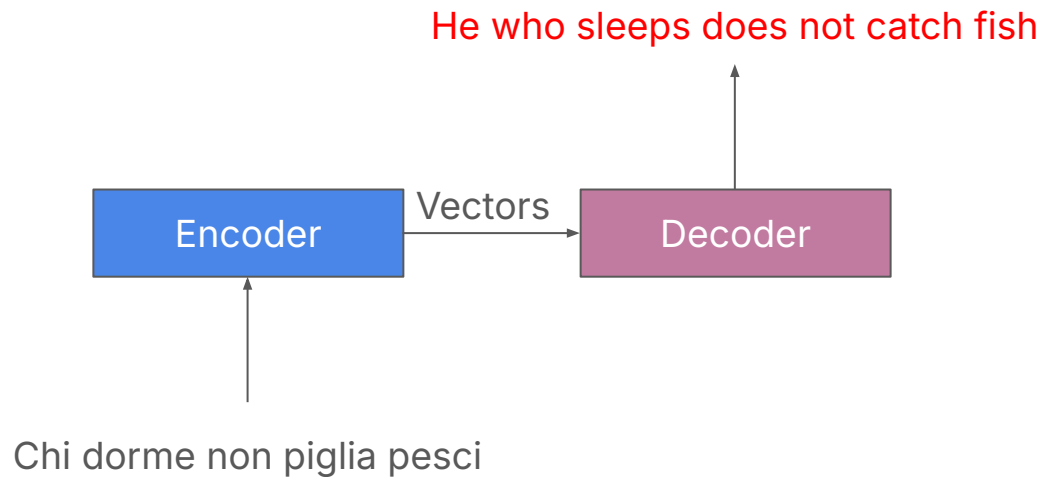 He who sleeps does not catch fish
Vectors
Encoder
Decoder
Chi dorme non piglia pesci